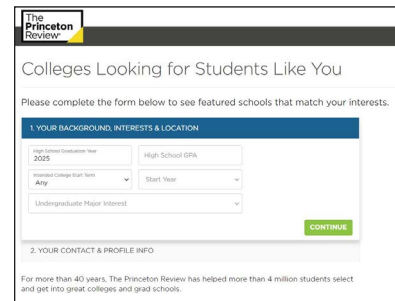 The
Princeton
Review®
Colleges Looking for Students Like You
Please complete the form below to see featured schools that match your interests.
1. YOUR BACKGROUND, INTERESTS & LOCATION
High School Graduation Year
2025
High School GPA
Intended College Start Term
Any
Start Year
Undergraduate Major Interest
CONTINUE
2. YOUR CONTACT & PROFILE INFO
For more than 40 years, The Princeton Review has helped more than 4 million students select
and get into great colleges and grad schools.